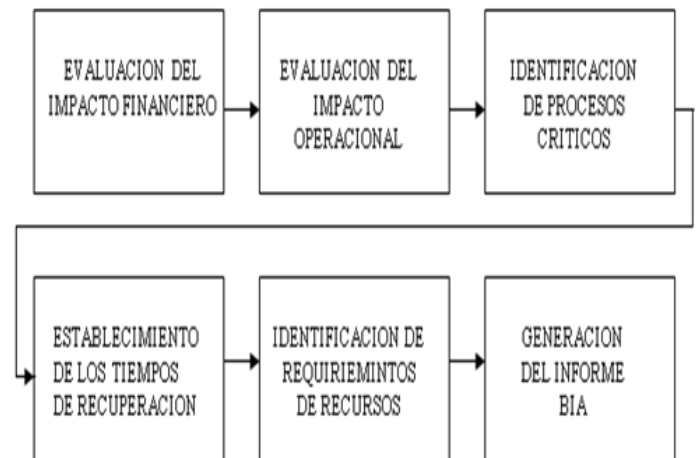 EVALUACION DEL
IMPACTO FINANCIERO
EVALUACION DEL
IMPACTO
OPERACIONAL
IDENTIFICACION
DE PROCESOS
CRITICOS
ESTABLECIMIENTO
DE LOS TIEMPOS
DE RECUPERACION
IDENTIFICACION DE
REQUIRIEMINTOS
DE RECURSOS
GENERACION
DEL INFORME
BIA